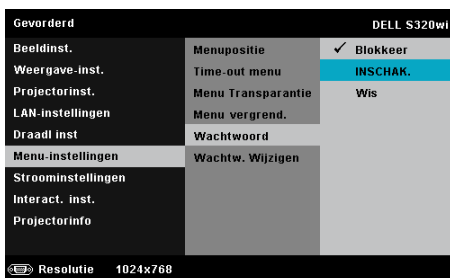 Gevorderd DELL S320wi
Beeldinst.
Weergave-inst.
Projectorinst.
LAN-instellingen
Draadl inst
Menu-instellingen
Stroominstellingen
Interact. inst.
Projectorinfo
Menupositie
Time-out menu
Menu Transparantie
Menu vergrend.
Wachtwoord
Wachtw. Wijzigen
✓ Blokkeer
INSCHAK.
Wis
Resolutie 1024x768